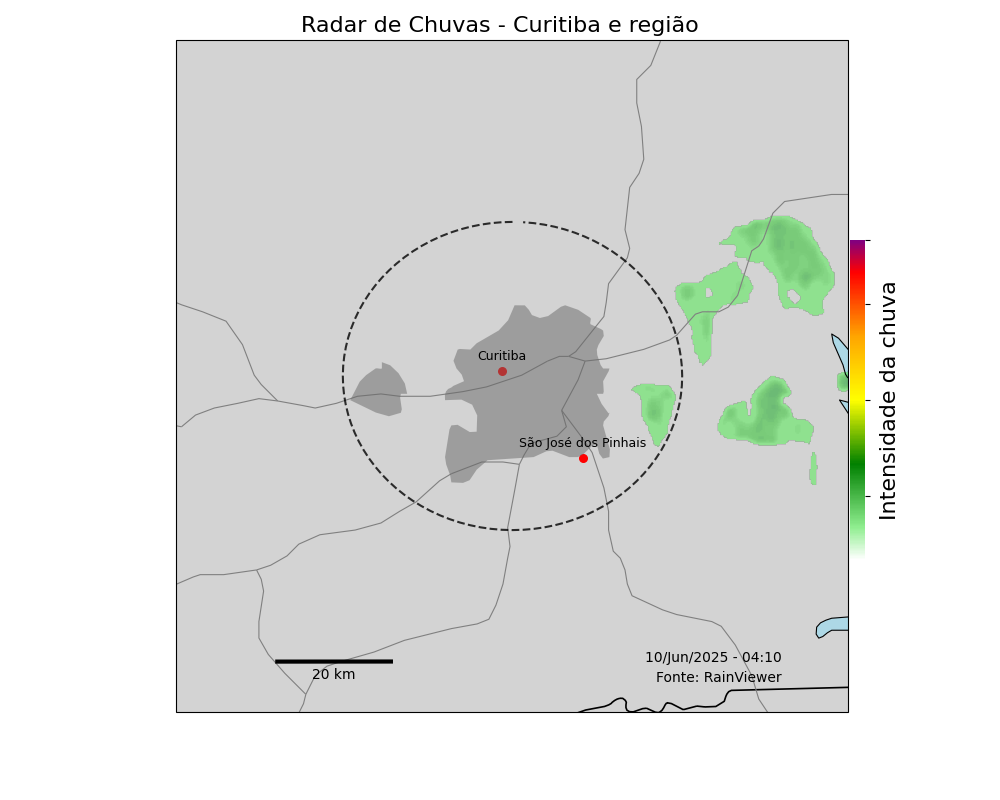 Radar de Chuvas - Curitiba e região
Curitiba
São José dos Pinhais
Intensidade da chuva
10/Jun/2025 - 04:10
Fonte: RainViewer
20 km